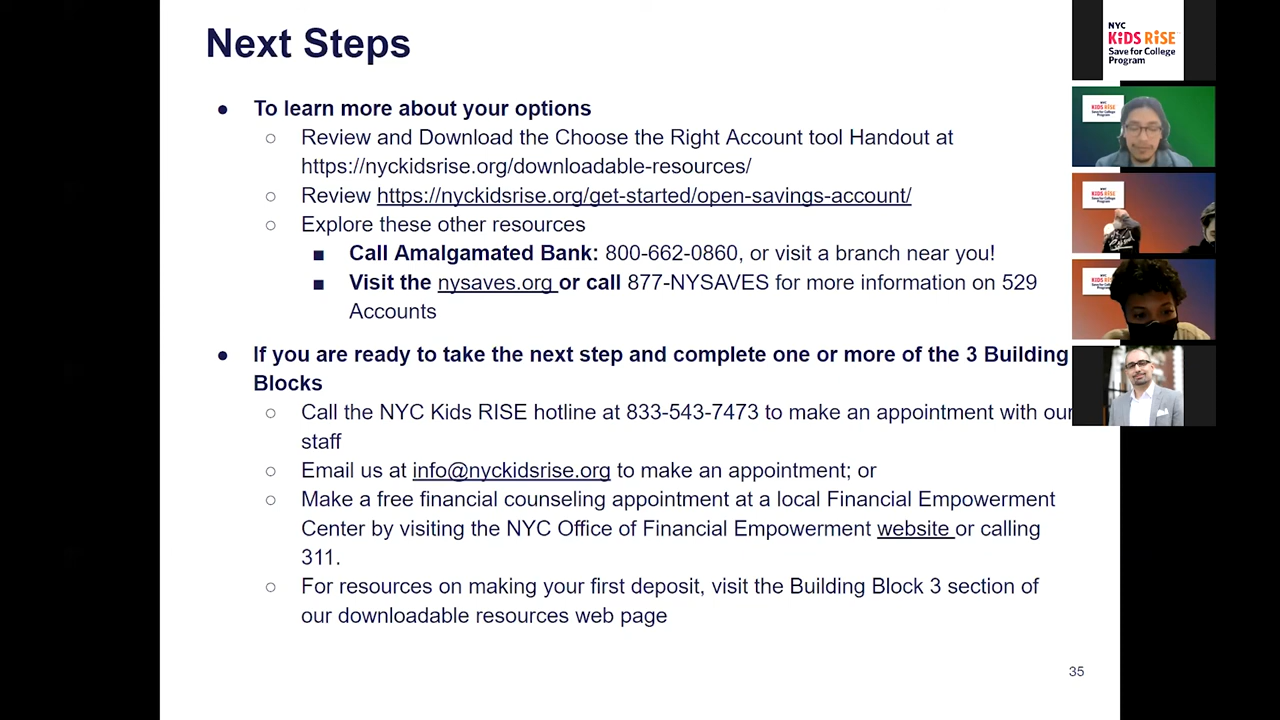 Next Steps
● To learn more about your options
○ Review and Download the Choose the Right Account tool Handout at
https://nyckidsrise.org/downloadable-resources/
○ Review https://nyckidsrise.org/get-started/open-savings-account/
○ Explore these other resources
■ Call Amalgamated Bank: 800-662-0860, or visit a branch near you!
■ Visit the nysaves.org or call 877-NYSAVES for more information on 529
Accounts
● If you are ready to take the next step and complete one or more of the 3 Building
Blocks
○ Call the NYC Kids RISE hotline at 833-543-7473 to make an appointment with our
staff
○ Email us at info@nyckidsrise.org to make an appointment; or
○ Make a free financial counseling appointment at a local Financial Empowerment
Center by visiting the NYC Office of Financial Empowerment website or calling
311.
○ For resources on making your first deposit, visit the Building Block 3 section of
our downloadable resources web page
35
NYC
KiDS RiSE
Save for College
Program
KiDS RiSE
KiDS RiSE
KiDS RiSE